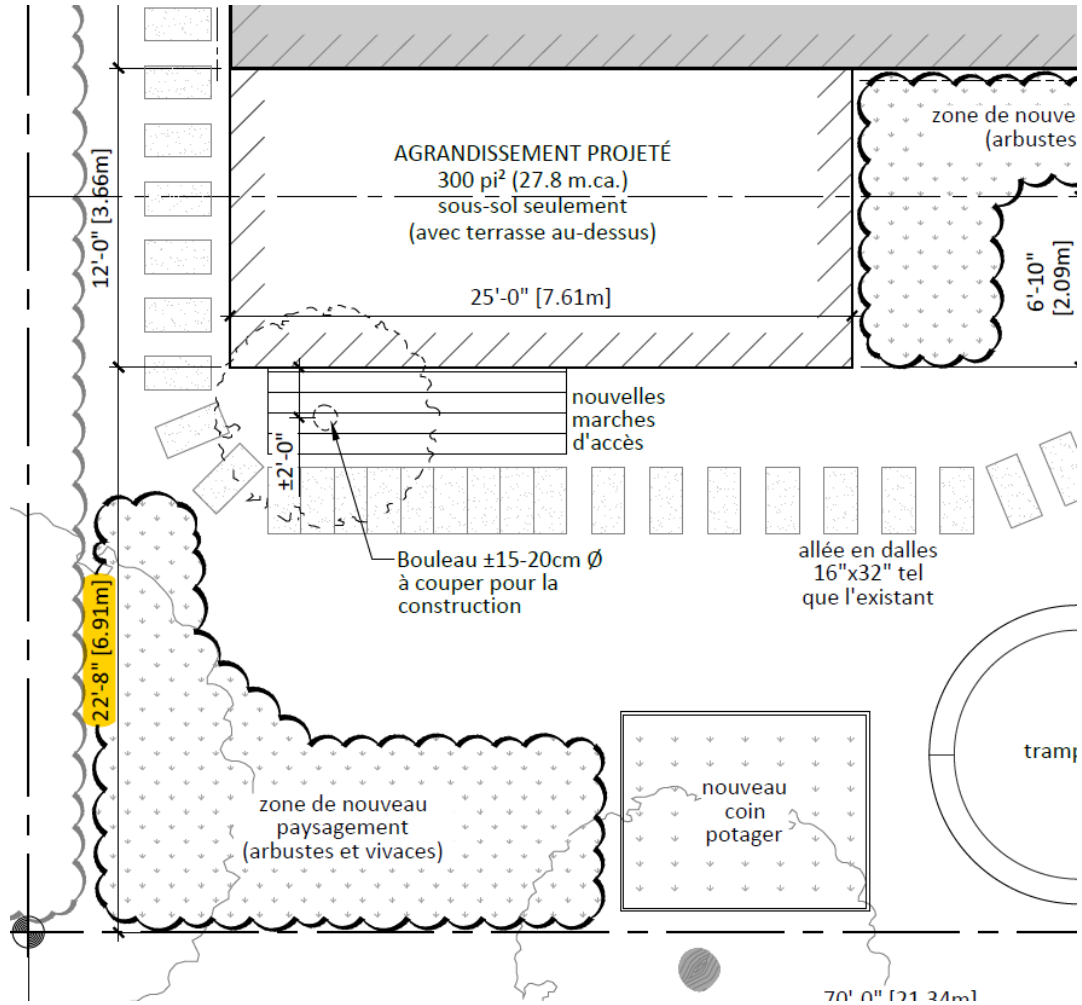 zone de nouve
(arbustes
AGRANDISSEMENT PROJETÉ
300 pi² (27.8 m.ca.)
sous-sol seulement
(avec terrasse au-dessus)
12'-0" [3.66m]
6'-10"
[2.09m]
25'-0" [7.61m]
nouvelles
marches
d'accès
±2'-0"
Bouleau ±15-20cm Ø
à couper pour la
construction
allée en dalles
16"x32" tel
que l'existant
22'-8" [6.91m]
tramp
nouveau
coin
potager
zone de nouveau
paysagement
(arbustes et vivaces)
70'-0" [21.34m]